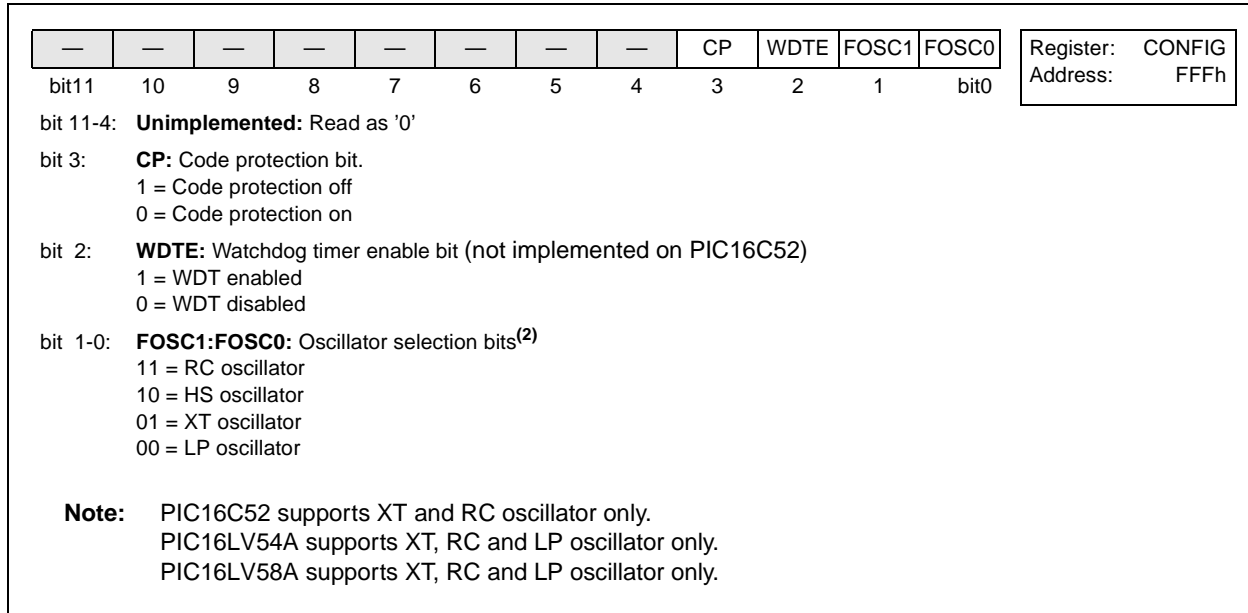 — — — — — — — — CP WDTE FOSC1 FOSC0
Register: CONFIG
Address: FFFh
bit11 10 9 8 7 6 5 4 3 2 1 bit0
bit 11-4: Unimplemented: Read as '0'
bit 3: CP: Code protection bit.
1 = Code protection off
0 = Code protection on
bit 2: WDTE: Watchdog timer enable bit (not implemented on PIC16C52)
1 = WDT enabled
0 = WDT disabled
bit 1-0: FOSC1:FOSC0: Oscillator selection bits(2)
11 = RC oscillator
10 = HS oscillator
01 = XT oscillator
00 = LP oscillator
Note: PIC16C52 supports XT and RC oscillator only.
PIC16LV54A supports XT, RC and LP oscillator only.
PIC16LV58A supports XT, RC and LP oscillator only.